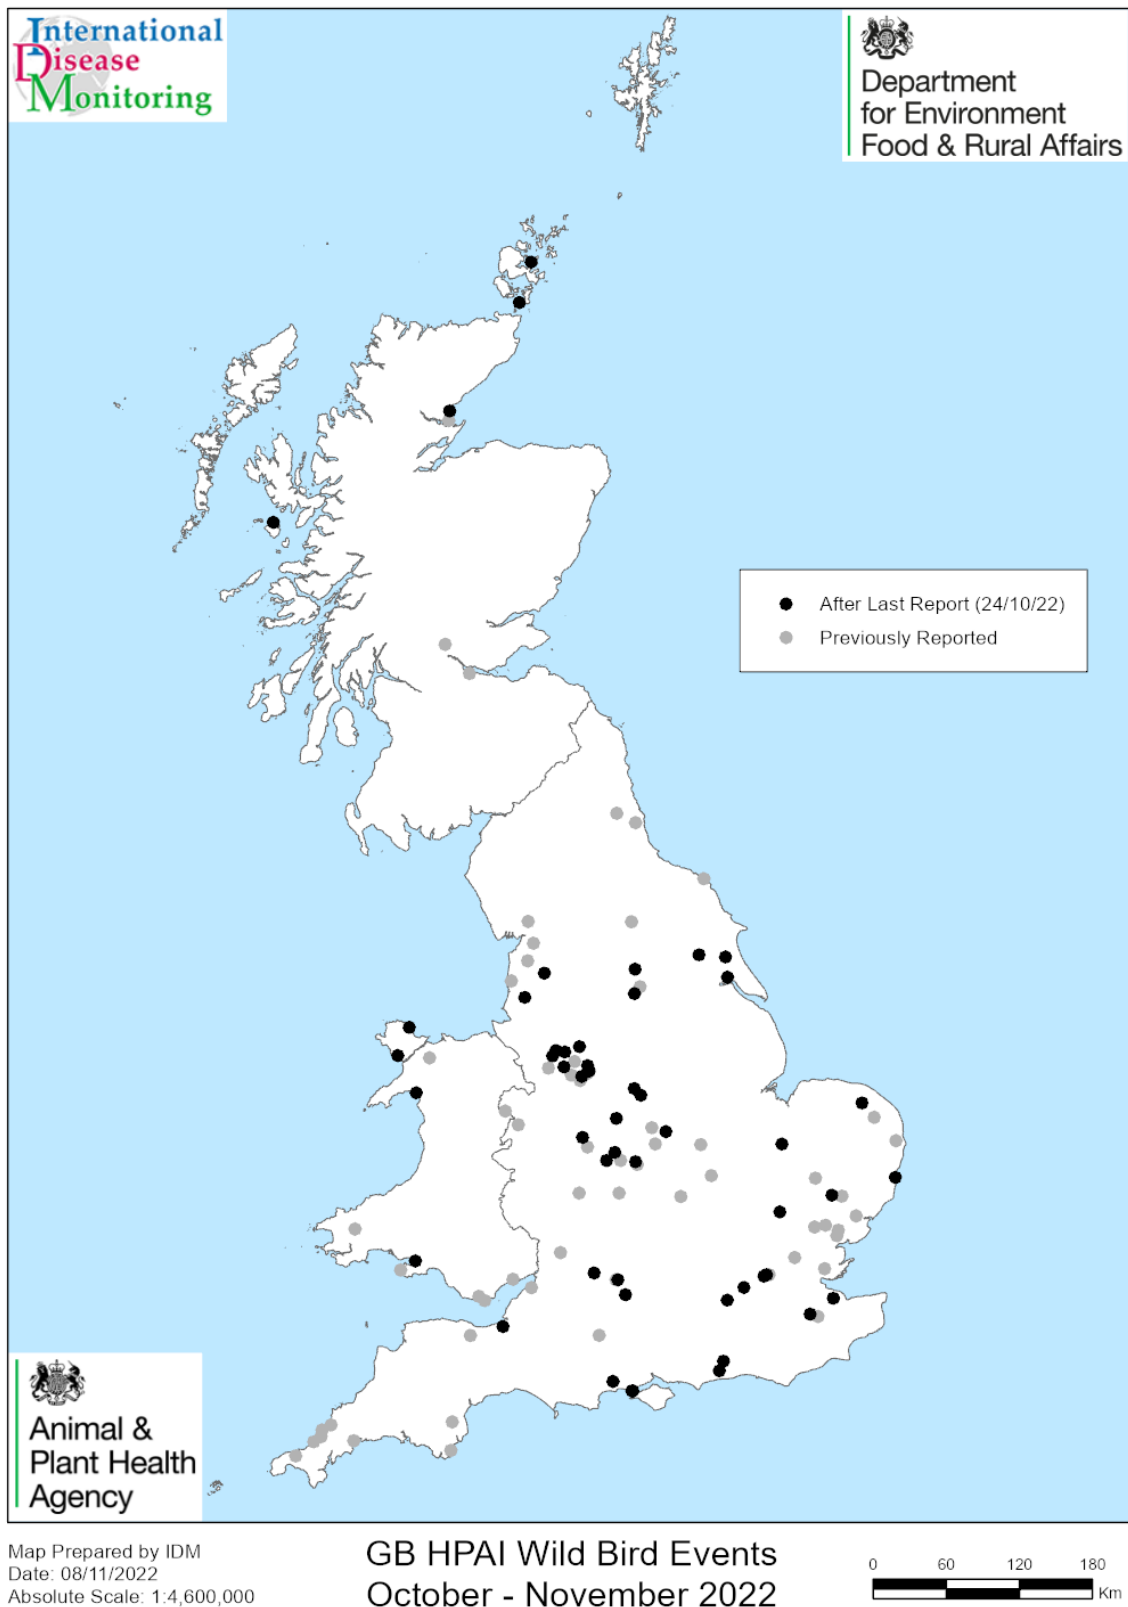 International
Disease
Monitoring
Department
for Environment
Food & Rural Affairs
After Last Report (24/10/22)
Previously Reported
Animal &
Plant Health
Agency
Map Prepared by IDM
Date: 08/11/2022
Absolute Scale: 1:4,600,000
GB HPAI Wild Bird Events
October - November 2022
0 60 120 180
Km